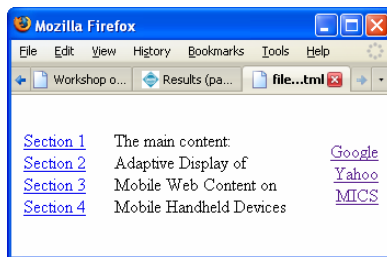 Mozilla Firefox
File Edit View History Bookmarks Tools Help
Workshop o... Results (pa... file...tml
Section 1 The main content:
Section 2 Adaptive Display of
Section 3 Mobile Web Content on
Section 4 Mobile Handheld Devices
Google
Yahoo
MICS